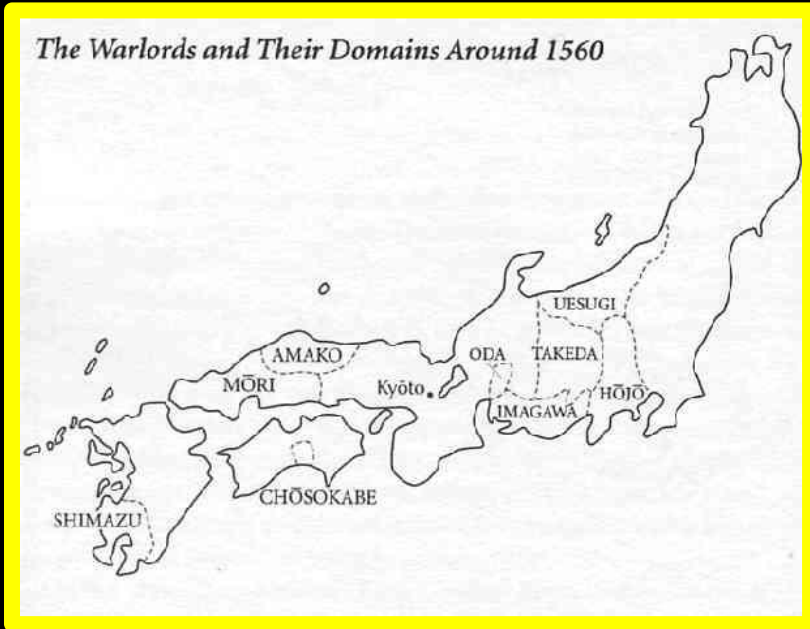 The Warlords and Their Domains Around 1560
UESUGI
AMAKO
ODA
TAKEDA
MŌRI
Kyōto
HŌJŌ
IMAGAWA
CHŌSOKABE
SHIMAZU